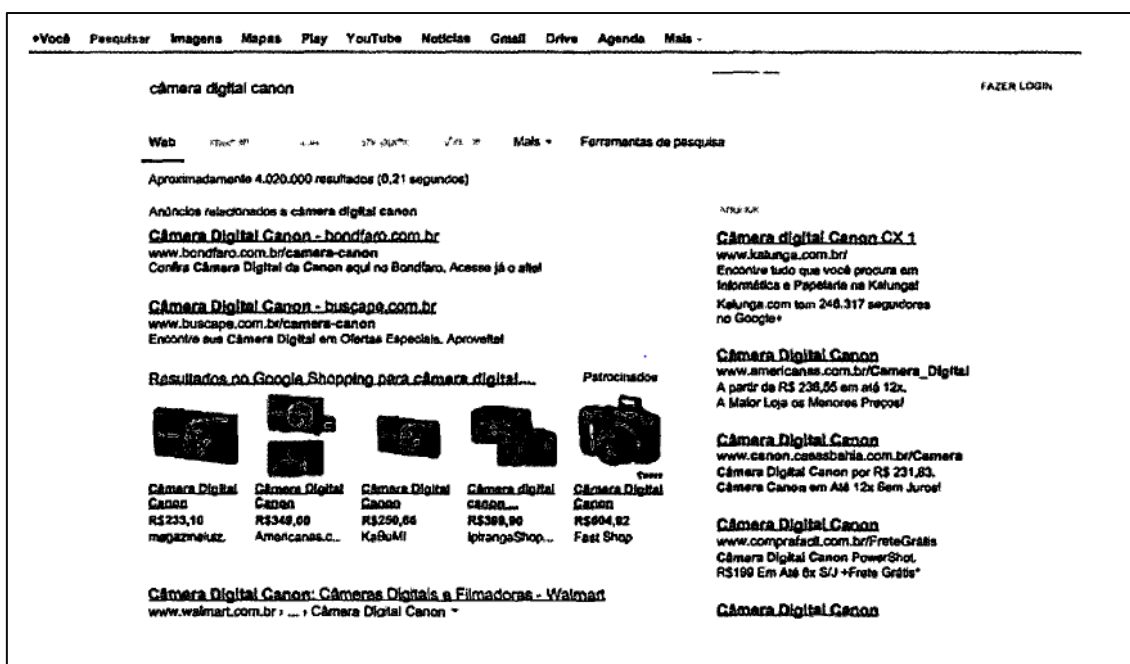 +Você Pesquisar Imagens Mapas Play YouTube Notícias Gmail Drive Agenda Mais -
câmera digital canon
FAZER LOGIN
Web Mais Ferramentas de pesquisa
Aproximadamente 4.020.000 resultados (0,21 segundos)
Anúncios relacionados a câmera digital canon
Câmera Digital Canon - bondfaro.com.br
www.bondfaro.com.br/camera-canon
Confira Câmera Digital da Canon aqui no Bondfaro, Acesse já o site!
Câmera Digital Canon - buscape.com.br
www.buscape.com.br/camera-canon
Encontre sua Câmera Digital em Ofertas Especiais. Aproveite!
Resultados no Google Shopping para câmera digital....
Patrocinados
Câmera Digital Canon
R$233,10
magazineluiz.
Câmera Digital Canon
R$349,00
Americanas.c...
Câmera Digital Canon
KaBuM!
Câmera digital canon....
IpirangaShop...
Câmera Digital Canon
R$604,92
Fast Shop
Câmera Digital Canon: Câmeras Digitais e Filmadoras - Walmart
www.walmart.com.br › ... › Câmera Digital Canon
Câmera digital Canon CX 1
www.kalunga.com.br/
Encontre tudo que você procura em
Informática e Papelaria na Kalunga!
Kalunga.com tem 246.317 seguidores
no Google+
Câmera Digital Canon
www.americanas.com.br/Camera_Digital
A partir de R$ 236,55 em até 12x.
A Maior Loja os Menores Preços!
Câmera Digital Canon
www.canon.casasbahia.com.br/Camera
Câmera Digital Canon por R$ 231,83.
Câmera Canon em Até 12x Sem Juros!
Câmera Digital Canon
www.comprafacil.com.br/FreteGrátis
Câmera Digital Canon PowerShot.
R$199 Em Até 6x S/J +Frete Grátis*
Câmera Digital Canon